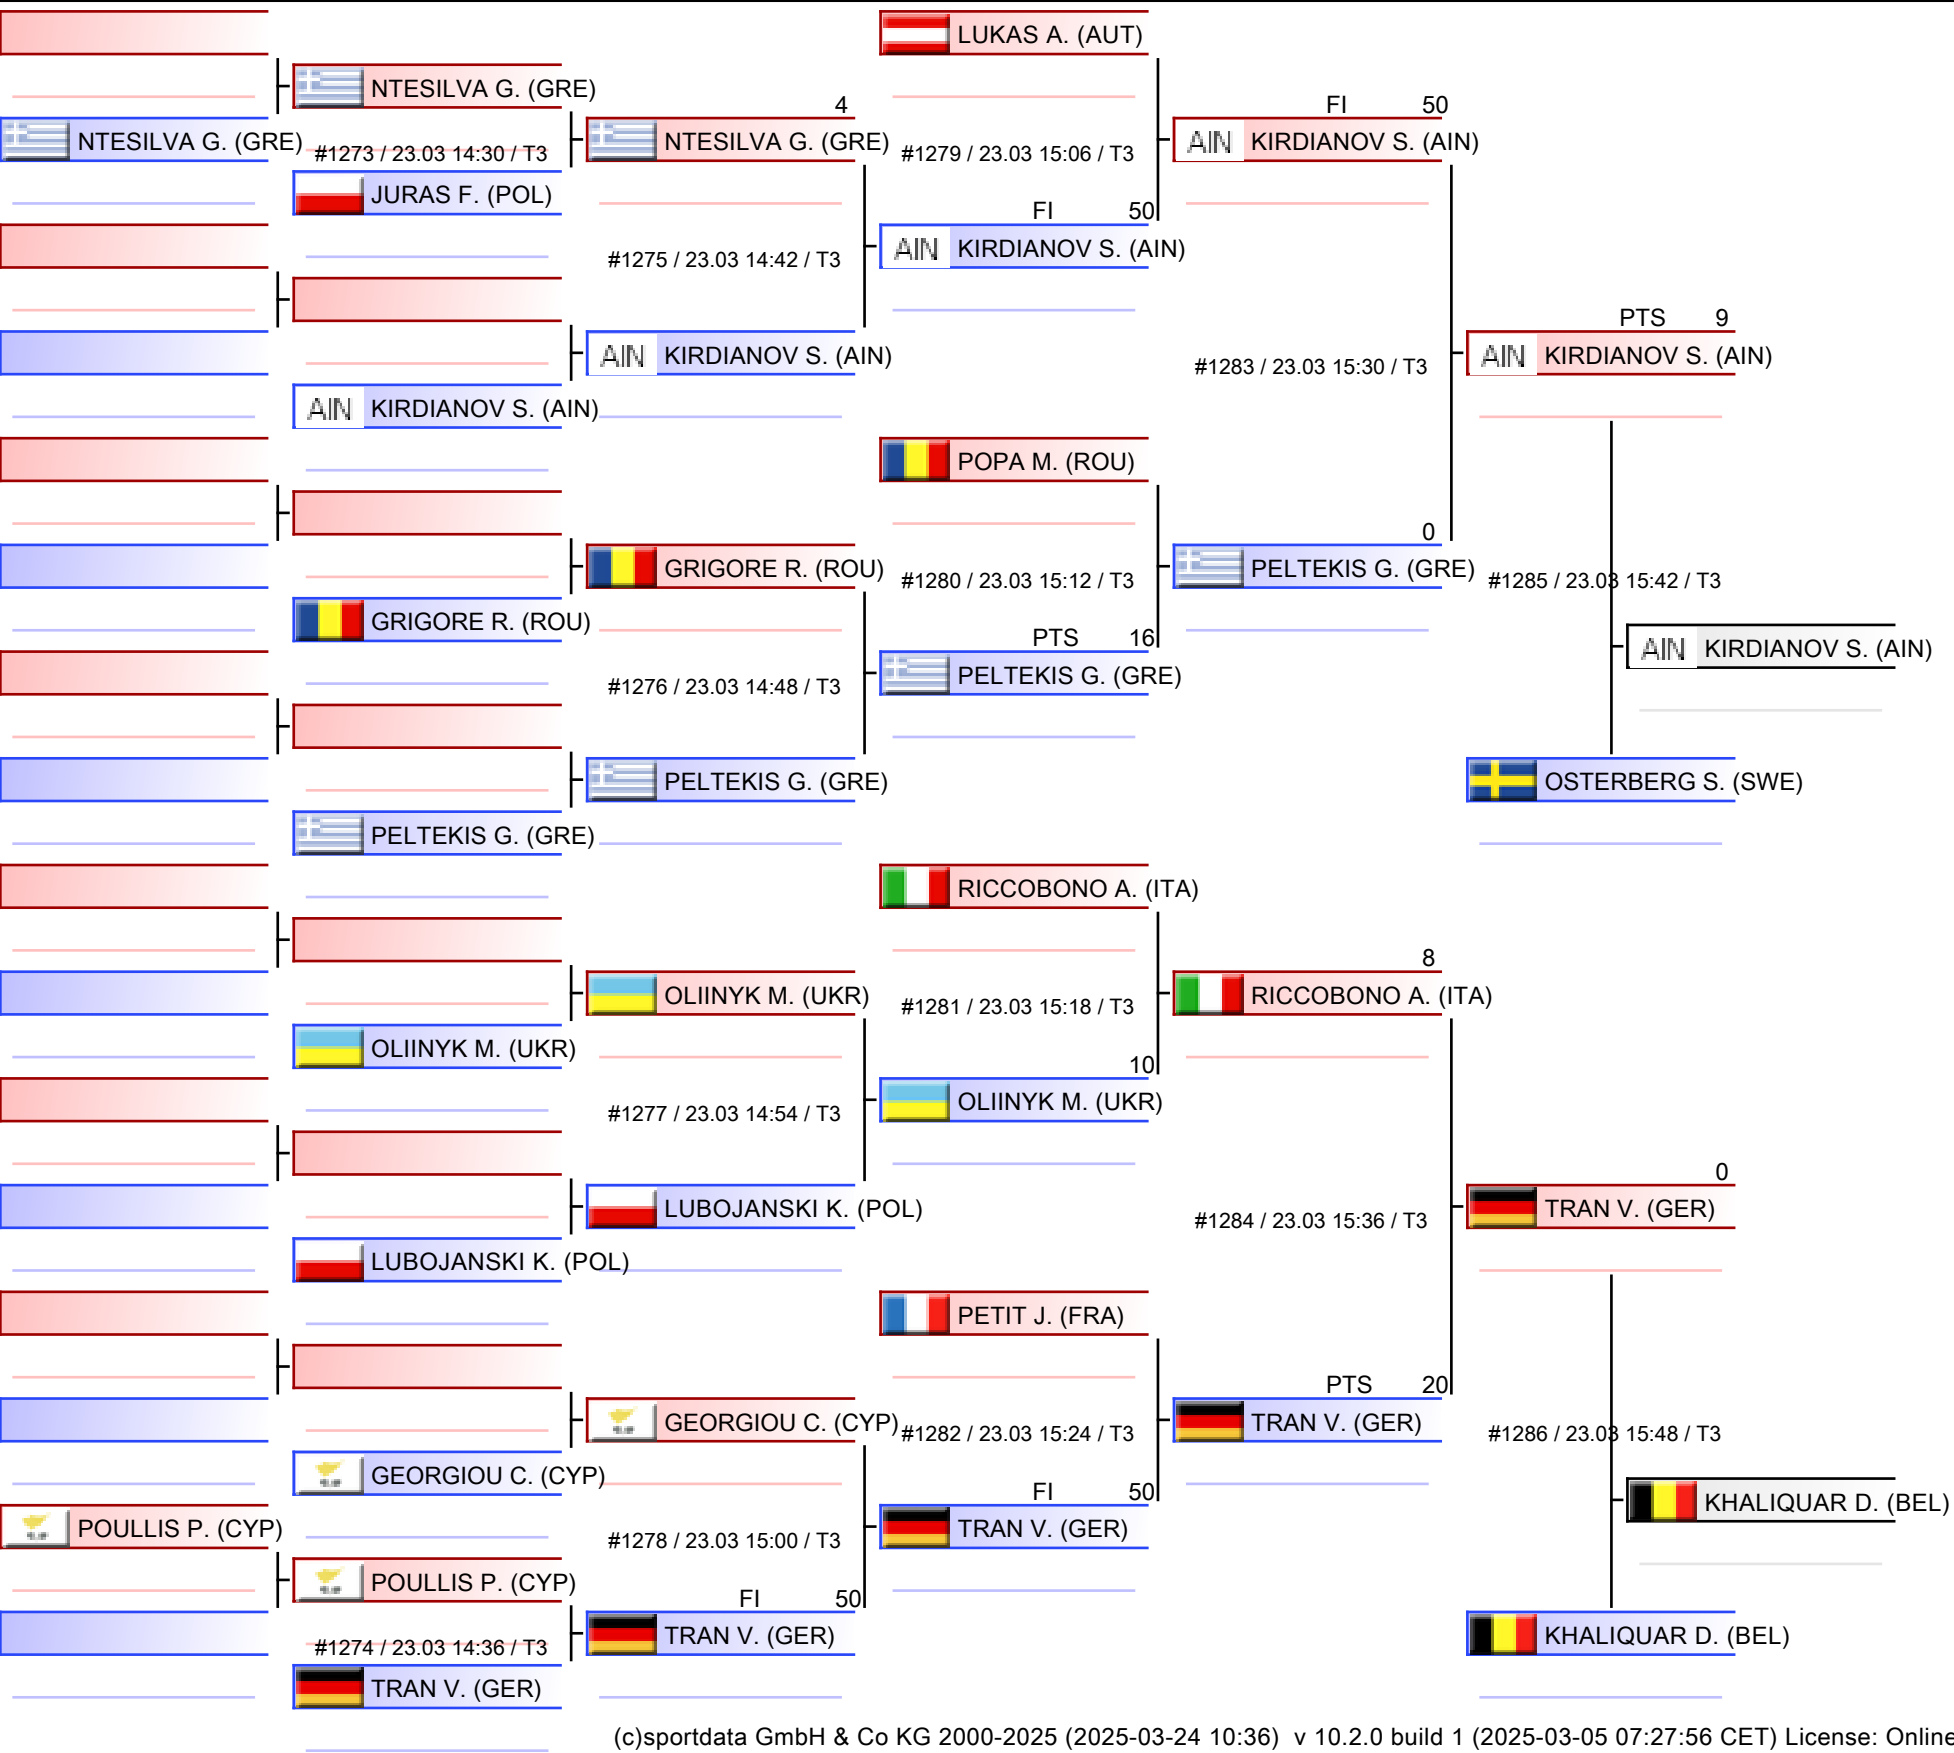 LUKAS A. (AUT)
NTESILVA G. (GRE)
4
FI 50
NTESILVA G. (GRE)
#1273 / 23.03 14:30 / T3
NTESILVA G. (GRE)
#1279 / 23.03 15:06 / T3
AIN KIRDIANOV S. (AIN)
JURAS F. (POL)
FI 50
#1275 / 23.03 14:42 / T3
AIN KIRDIANOV S. (AIN)
PTS 9
AIN KIRDIANOV S. (AIN)
#1283 / 23.03 15:30 / T3
AIN KIRDIANOV S. (AIN)
AIN KIRDIANOV S. (AIN)
POPA M. (ROU)
0
GRIGORE R. (ROU)
#1280 / 23.03 15:12 / T3
PELTEKIS G. (GRE)
#1285 / 23.03 15:42 / T3
GRIGORE R. (ROU)
PTS 16
AIN KIRDIANOV S. (AIN)
#1276 / 23.03 14:48 / T3
PELTEKIS G. (GRE)
PELTEKIS G. (GRE)
OSTERBERG S. (SWE)
PELTEKIS G. (GRE)
RICCOBONO A. (ITA)
8
OLIINYK M. (UKR)
#1281 / 23.03 15:18 / T3
RICCOBONO A. (ITA)
OLIINYK M. (UKR)
10
#1277 / 23.03 14:54 / T3
OLIINYK M. (UKR)
0
LUBOJANSKI K. (POL)
#1284 / 23.03 15:36 / T3
TRAN V. (GER)
LUBOJANSKI K. (POL)
PETIT J. (FRA)
PTS 20
GEORGIOU C. (CYP)
#1282 / 23.03 15:24 / T3
TRAN V. (GER)
#1286 / 23.03 15:48 / T3
GEORGIOU C. (CYP)
FI 50
KHALIQUAR D. (BEL)
POULLIS P. (CYP)
#1278 / 23.03 15:00 / T3
TRAN V. (GER)
POULLIS P. (CYP)
FI 50
#1274 / 23.03 14:36 / T3
TRAN V. (GER)
KHALIQUAR D. (BEL)
TRAN V. (GER)
(c)sportdata GmbH & Co KG 2000-2025 (2025-03-24 10:36) v 10.2.0 build 1 (2025-03-05 07:27:56 CET) License: Online